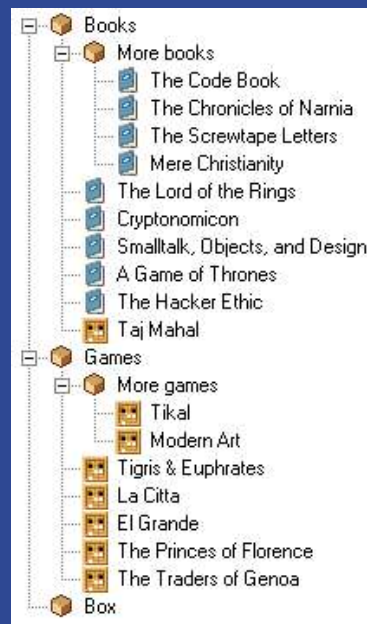 Books
More books
The Code Book
The Chronicles of Narnia
The Screwtape Letters
Mere Christianity
The Lord of the Rings
Cryptonomicon
Smalltalk, Objects, and Design
A Game of Thrones
The Hacker Ethic
Taj Mahal
Games
More games
Tikal
Modern Art
Tigris & Euphrates
La Citta
El Grande
The Princes of Florence
The Traders of Genoa
Box